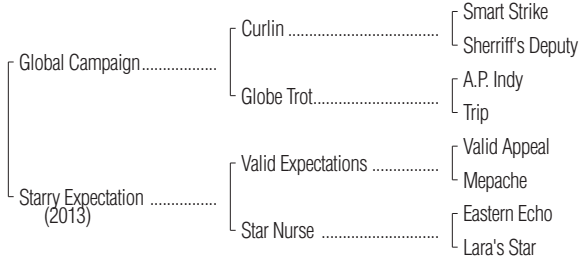 Smart Strike
Curlin ..................................
Sherriff's Deputy
Global Campaign.................
A.P. Indy
Globe Trot............................
Trip
Valid Appeal
Valid Expectations ...............
Mepache
Starry Expectation ...............
(2013)
Eastern Echo
Star Nurse ..........................
Lara's Star